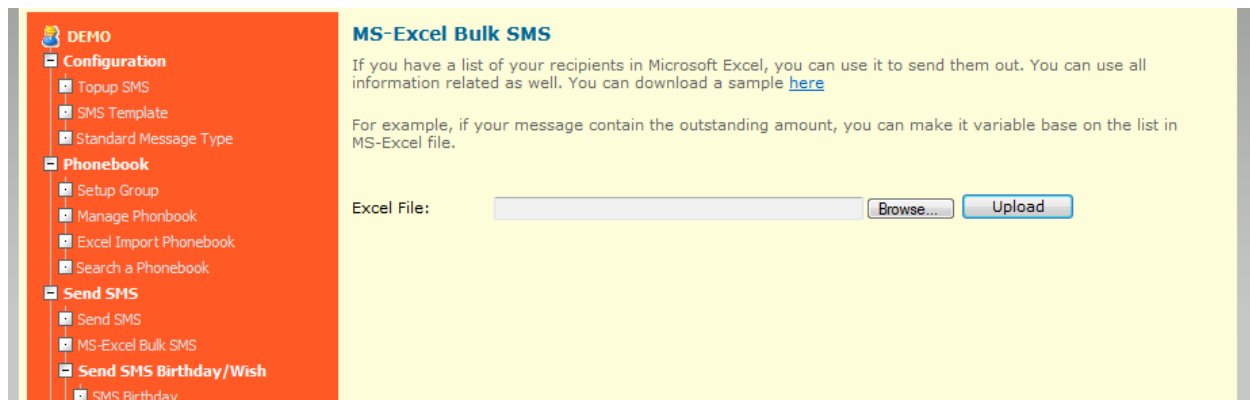 DEMO
Configuration
Topup SMS
SMS Template
Standard Message Type
Phonebook
Setup Group
Manage Phonbook
Excel Import Phonebook
Search a Phonebook
Send SMS
Send SMS
MS-Excel Bulk SMS
Send SMS Birthday/Wish
SMS Birthday
MS-Excel Bulk SMS
If you have a list of your recipients in Microsoft Excel, you can use it to send them out. You can use all
information related as well. You can download a sample here
For example, if your message contain the outstanding amount, you can make it variable base on the list in
MS-Excel file.
Excel File: Browse... Upload